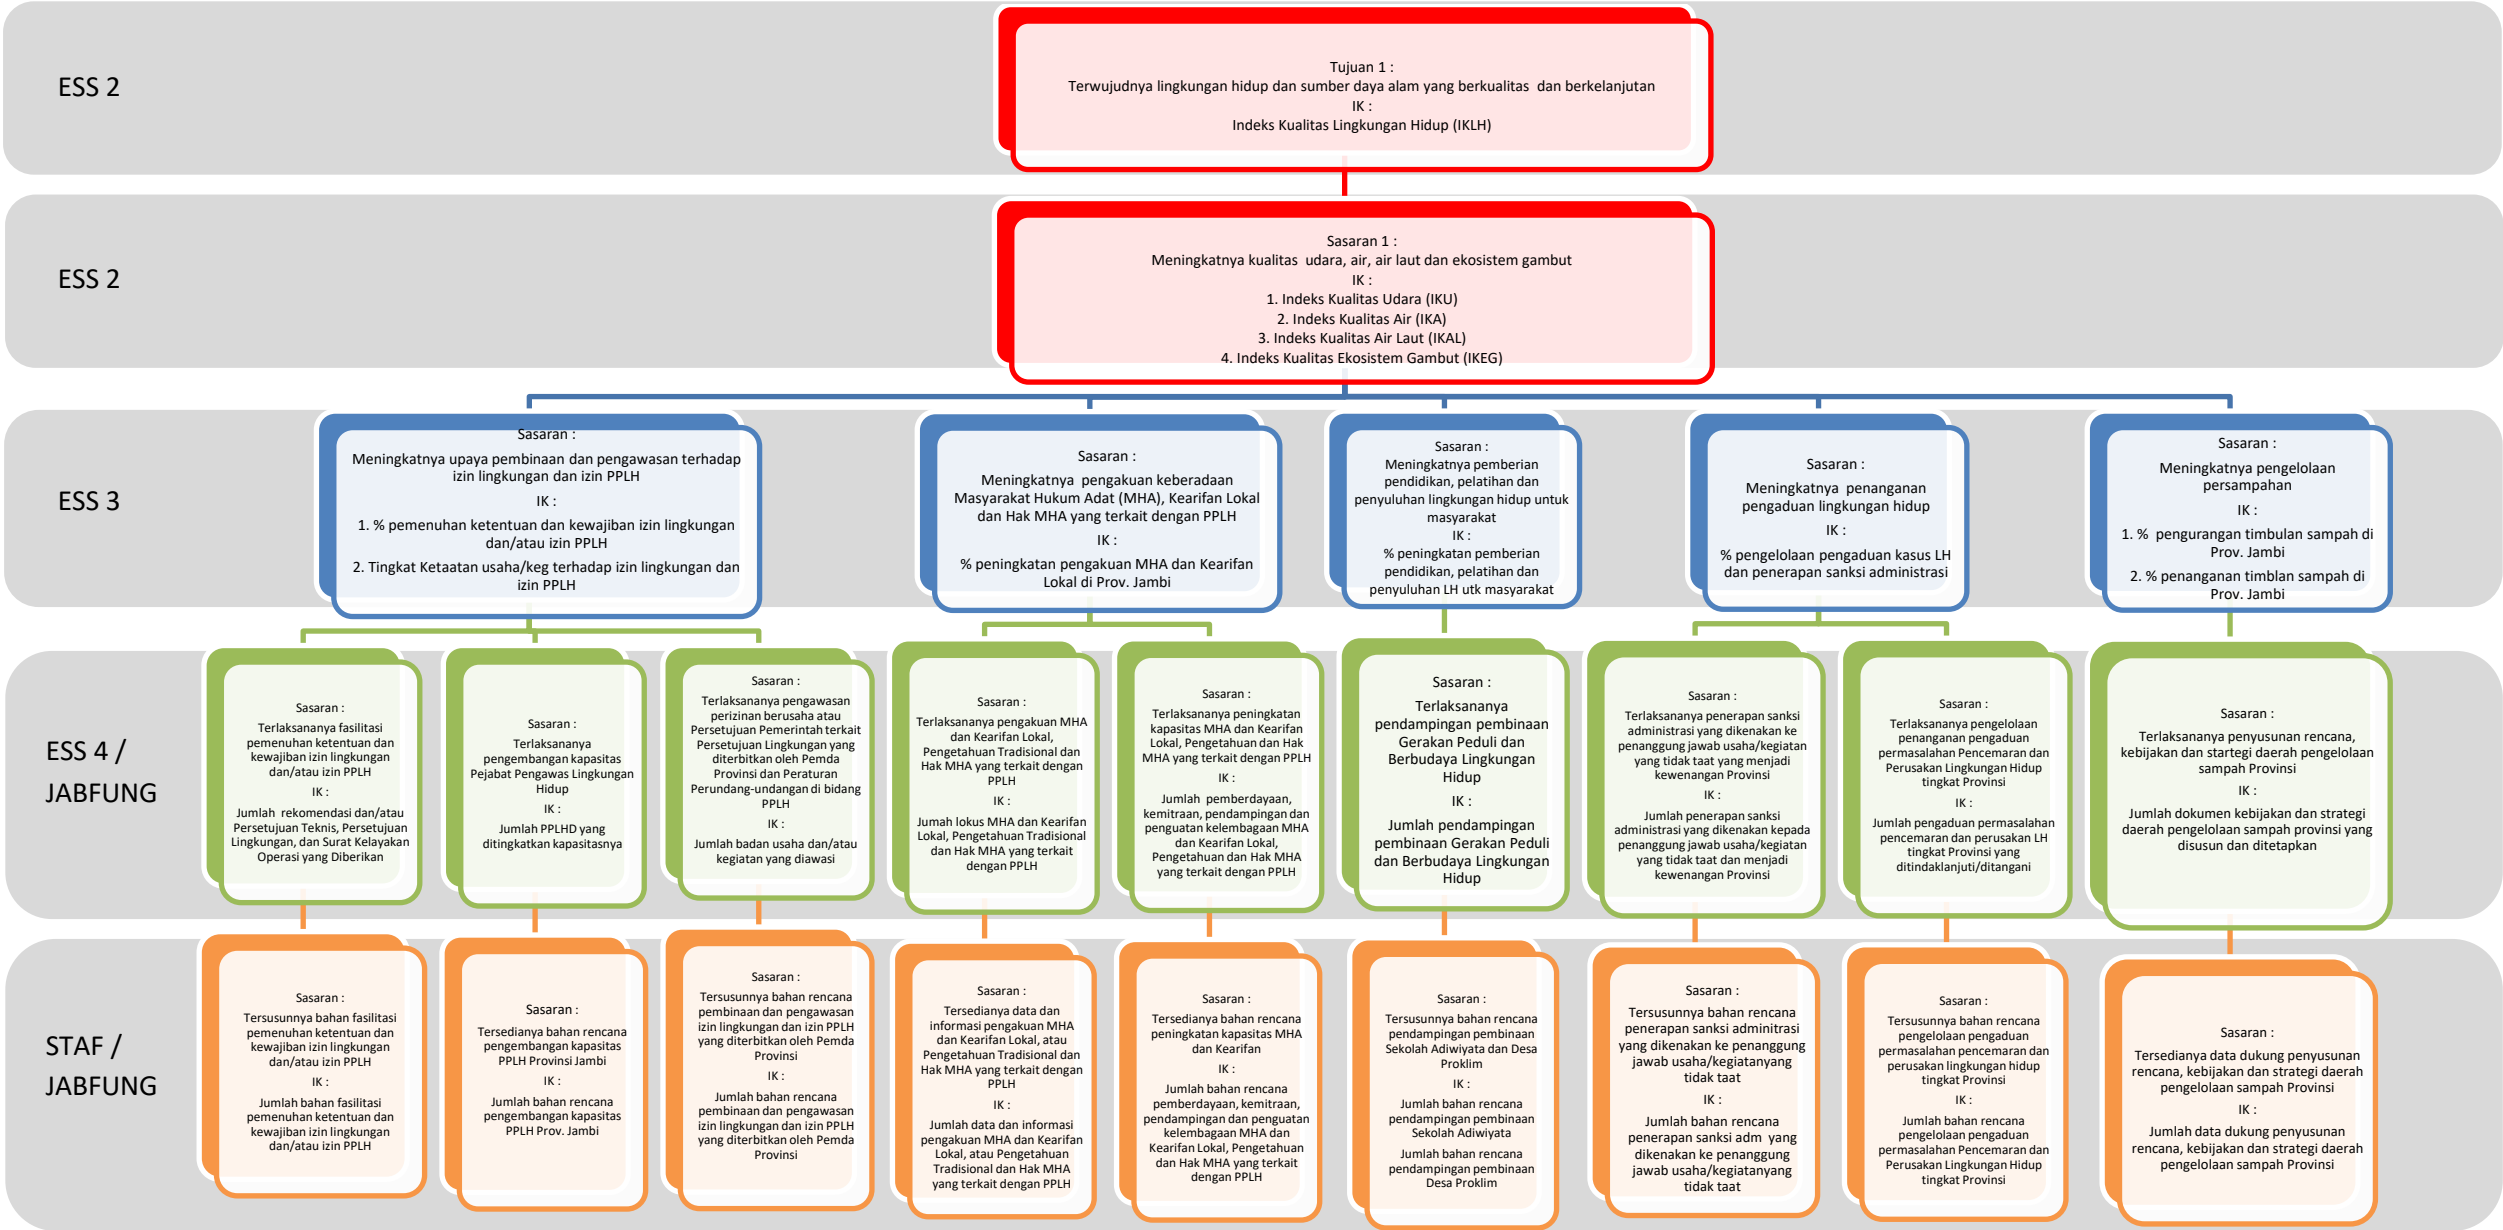 ESS 2
Tujuan 1 :
Terwujudnya lingkungan hidup dan sumber daya alam yang berkualitas  dan berkelanjutan
IK :
Indeks Kualitas Lingkungan Hidup (IKLH)
ESS 2
Sasaran 1 :
Meningkatnya kualitas  udara, air, air laut dan ekosistem gambut
IK :
1. Indeks Kualitas Udara (IKU)
2. Indeks Kualitas Air (IKA)
3. Indeks Kualitas Air Laut (IKAL)
4. Indeks Kualitas Ekosistem Gambut (IKEG)
ESS 3
Sasaran :
Meningkatnya upaya pembinaan dan pengawasan terhadap
izin lingkungan dan izin PPLH
IK :
1. % pemenuhan ketentuan dan kewajiban izin lingkungan
dan/atau izin PPLH
2. Tingkat Ketaatan usaha/keg terhadap izin lingkungan dan
izin PPLH
Sasaran :
Meningkatnya  pengakuan keberadaan
Masyarakat Hukum Adat (MHA), Kearifan Lokal
dan Hak MHA yang terkait dengan PPLH
IK :
% peningkatan pengakuan MHA dan Kearifan
Lokal di Prov. Jambi
Sasaran :
Meningkatnya pemberian
pendidikan, pelatihan dan
penyuluhan lingkungan hidup untuk
masyarakat
IK :
% peningkatan pemberian
pendidikan, pelatihan dan
penyuluhan LH utk masyarakat
Sasaran :
Meningkatnya  penanganan
pengaduan lingkungan hidup
IK :
% pengelolaan pengaduan kasus LH
dan penerapan sanksi administrasi
Sasaran :
Meningkatnya pengelolaan
persampahan
IK :
1. %  pengurangan timbulan sampah di
Prov. Jambi
2. % penanganan timblan sampah di
Prov. Jambi
ESS 4 /
JABFUNG
Sasaran :
Terlaksananya fasilitasi
pemenuhan ketentuan dan
kewajiban izin lingkungan
dan/atau izin PPLH
IK :
Jumlah  rekomendasi dan/atau
Persetujuan Teknis, Persetujuan
Lingkungan, dan Surat Kelayakan
Operasi yang Diberikan
Sasaran :
Terlaksananya
pengembangan kapasitas
Pejabat Pengawas Lingkungan
Hidup
IK :
Jumlah PPLHD yang
ditingkatkan kapasitasnya
Sasaran :
Terlaksananya pengawasan
perizinan berusaha atau
Persetujuan Pemerintah terkait
Persetujuan Lingkungan yang
diterbitkan oleh Pemda
Provinsi dan Peraturan
Perundang-undangan di bidang
PPLH
IK :
Jumlah badan usaha dan/atau
kegiatan yang diawasi
Sasaran :
Terlaksananya pengakuan MHA
dan Kearifan Lokal,
Pengetahuan Tradisional dan
Hak MHA yang terkait dengan
PPLH
IK :
Jumah lokus MHA dan Kearifan
Lokal, Pengetahuan Tradisional
dan Hak MHA yang terkait
dengan PPLH
Sasaran :
Terlaksananya peningkatan
kapasitas MHA dan Kearifan
Lokal, Pengetahuan dan Hak
MHA yang terkait dengan PPLH
IK :
Jumlah  pemberdayaan,
kemitraan, pendampingan dan
penguatan kelembagaan MHA
dan Kearifan Lokal,
Pengetahuan dan Hak MHA
yang terkait dengan PPLH
Sasaran :
Terlaksananya
pendampingan pembinaan
Gerakan Peduli dan
Berbudaya Lingkungan
Hidup
IK :
Jumlah pendampingan
pembinaan Gerakan Peduli
dan Berbudaya Lingkungan
Hidup
Sasaran :
Terlaksananya penerapan sanksi
administrasi yang dikenakan ke
penanggung jawab usaha/kegiatan
yang tidak taat yang menjadi
kewenangan Provinsi
IK :
Jumlah penerapan sanksi
administrasi yang dikenakan kepada
penanggung jawab usaha/kegiatan
yang tidak taat dan menjadi
kewenangan Provinsi
Sasaran :
Terlaksananya pengelolaan
penanganan pengaduan
permasalahan Pencemaran dan
Perusakan Lingkungan Hidup
tingkat Provinsi
IK :
Jumlah pengaduan permasalahan
pencemaran dan perusakan LH
tingkat Provinsi yang
ditindaklanjuti/ditangani
Sasaran :
Terlaksananya penyusunan rencana,
kebijakan dan startegi daerah pengelolaan
sampah Provinsi
IK :
Jumlah dokumen kebijakan dan strategi
daerah pengelolaan sampah provinsi yang
disusun dan ditetapkan
STAF /
JABFUNG
Sasaran :
Tersusunnya bahan fasilitasi
pemenuhan ketentuan dan
kewajiban izin lingkungan
dan/atau izin PPLH
IK :
Jumlah bahan fasilitasi
pemenuhan ketentuan dan
kewajiban izin lingkungan
dan/atau izin PPLH
Sasaran :
Tersedianya bahan rencana
pengembangan kapasitas
PPLH Provinsi Jambi
IK :
Jumlah bahan rencana
pengembangan kapasitas
PPLH Prov. Jambi
Sasaran :
Tersusunnya bahan rencana
pembinaan dan pengawasan
izin lingkungan dan izin PPLH
yang diterbitkan oleh Pemda
Provinsi
IK :
Jumlah bahan rencana
pembinaan dan pengawasan
izin lingkungan dan izin PPLH
yang diterbitkan oleh Pemda
Provinsi
Sasaran :
Tersedianya data dan
informasi pengakuan MHA
dan Kearifan Lokal, atau
Pengetahuan Tradisional dan
Hak MHA yang terkait dengan
PPLH
IK :
Jumlah data dan informasi
pengakuan MHA dan Kearifan
Lokal, atau Pengetahuan
Tradisional dan Hak MHA
yang terkait dengan PPLH
Sasaran :
Tersedianya bahan rencana
peningkatan kapasitas MHA
dan Kearifan
IK :
Jumlah bahan rencana
pemberdayaan, kemitraan,
pendampingan dan penguatan
kelembagaan MHA dan
Kearifan Lokal, Pengetahuan
dan Hak MHA yang terkait
dengan PPLH
Sasaran :
Tersusunnya bahan rencana
pendampingan pembinaan
Sekolah Adiwiyata dan Desa
Proklim
IK :
Jumlah bahan rencana
pendampingan pembinaan
Sekolah Adiwiyata
Jumlah bahan rencana
pendampingan pembinaan
Desa Proklim
Sasaran :
Tersusunnya bahan rencana
penerapan sanksi adminitrasi
yang dikenakan ke penanggung
jawab usaha/kegiatanyang
tidak taat
IK :
Jumlah bahan rencana
penerapan sanksi adm  yang
dikenakan ke penanggung
jawab usaha/kegiatanyang
tidak taat
Sasaran :
Tersusunnya bahan rencana
pengelolaan pengaduan
permasalahan pencemaran dan
perusakan lingkungan hidup
tingkat Provinsi
IK :
Jumlah bahan rencana
pengelolaan pengaduan
permasalahan Pencemaran dan
Perusakan Lingkungan Hidup
tingkat Provinsi
Sasaran :
Tersedianya data dukung penyusunan
rencana, kebijakan dan strategi daerah
pengelolaan sampah Provinsi
IK :
Jumlah data dukung penyusunan
rencana, kebijakan dan strategi daerah
pengelolaan sampah Provinsi